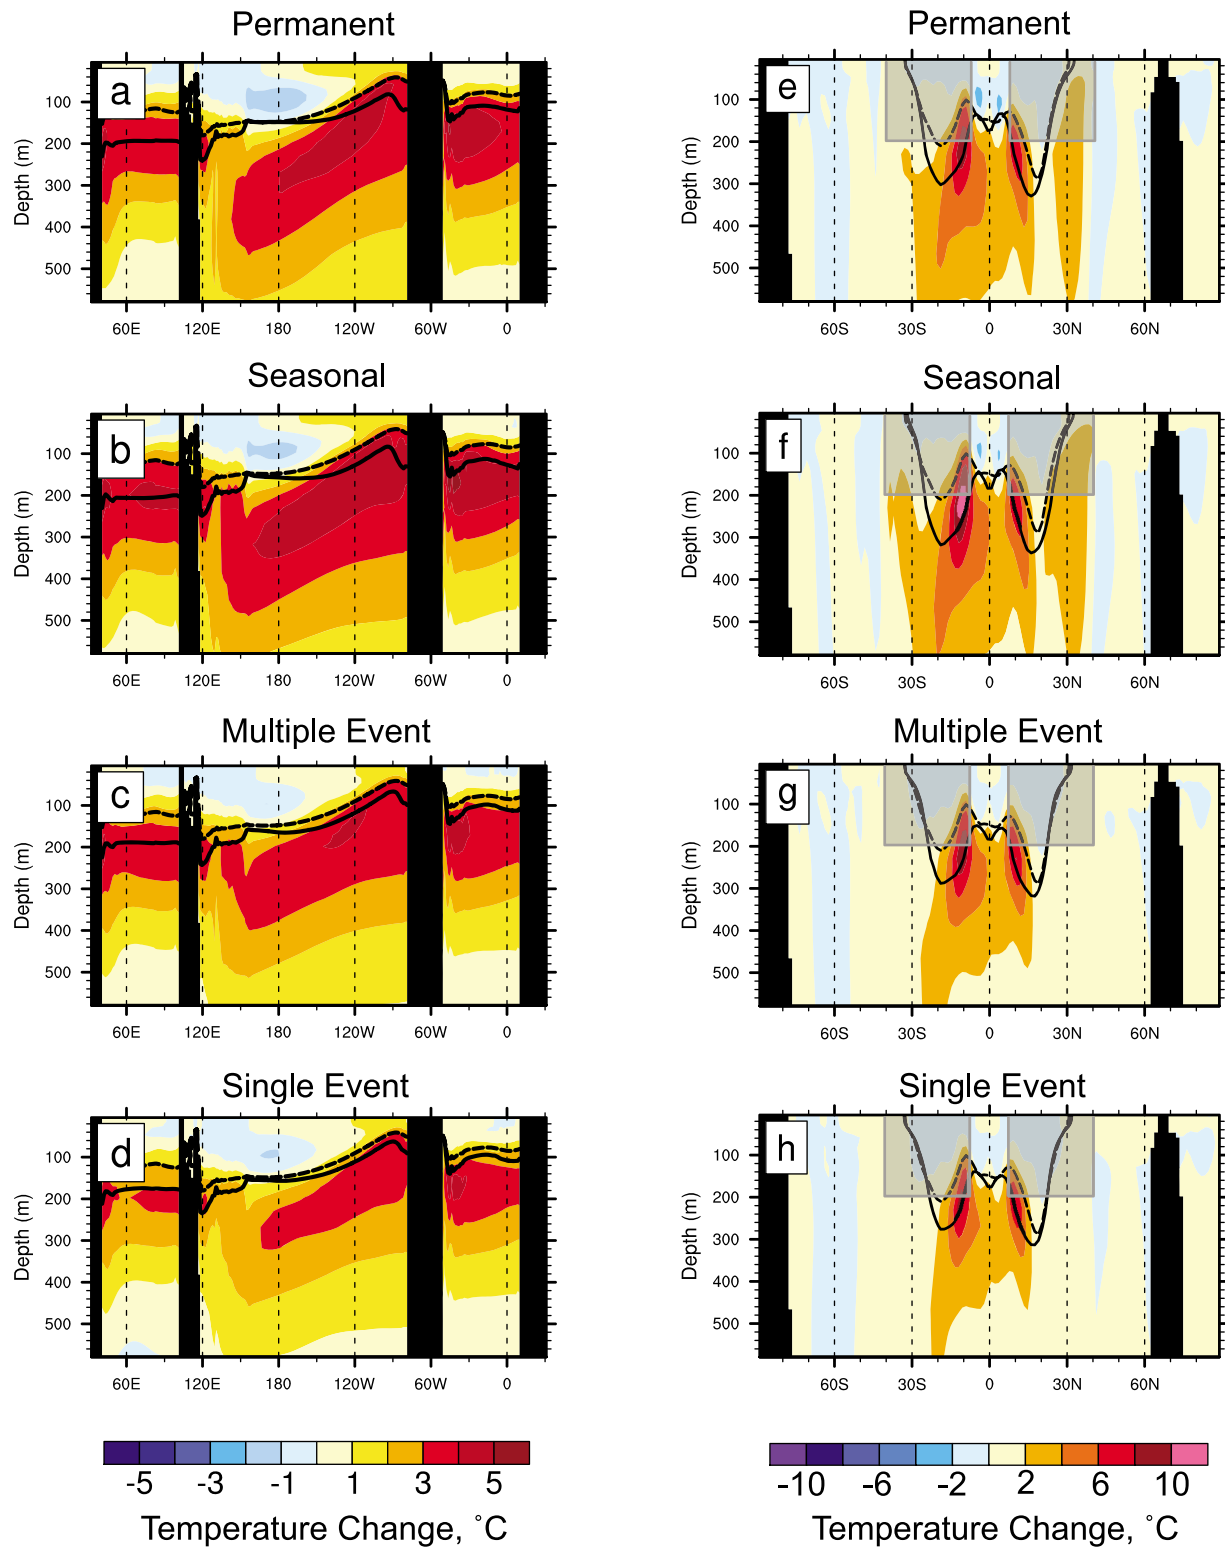 Permanent
a
Depth (m)
100
200
300
400
500
60E 120E 180 120W 60W 0
Permanent
e
Depth (m)
100
200
300
500
60S 30S 0 30N 60N
Seasonal
b
Depth (m)
100
200
300
400
500
60E 120E 180 120W 60W 0
Seasonal
f
Depth (m)
100
200
300
400
500
60S 30S 0 30N 60N
Multiple Event
c
Depth (m)
100
200
300
400
500
60E 120E 180 120W 60W 0
Multiple Event
g
Depth (m)
100
200
300
400
500
60S 30S 0 30N 60N
Single Event
d
Depth (m)
100
200
300
400
500
60E 120E 180 120W 60W 0
Single Event
h
Depth (m)
100
200
300
400
500
60S 30S 0 30N 60N
-5 -3 -1 1 3 5
Temperature Change, °C
-10 -6 -2 2 6 10
Temperature Change, °C